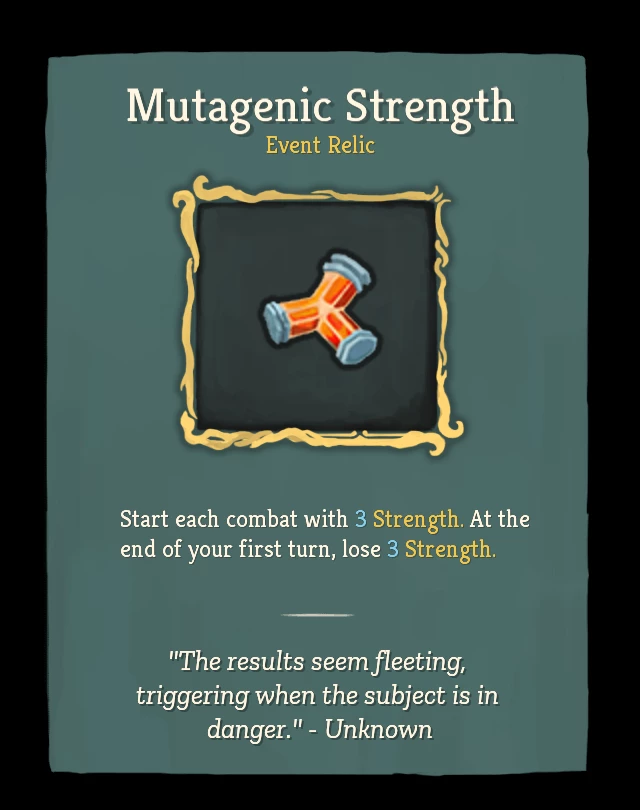 Mutagenic Strength
Event Relic
Start each combat with 3 Strength. At the
end of your first turn, lose 3 Strength.
"The results seem fleeting,
triggering when the subject is in
danger." - Unknown